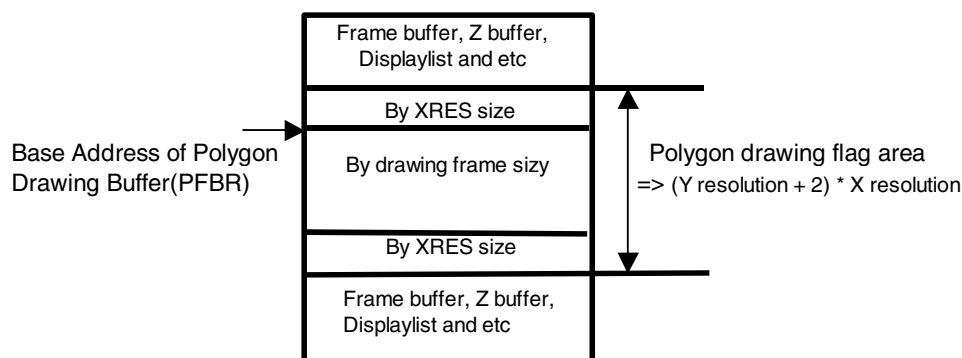 Frame buffer, Z buffer,
Displaylist and etc
By XRES size
Base Address of Polygon
Drawing Buffer(PFBR)
By drawing frame sizy
Polygon drawing flag area
=> (Y resolution + 2) * X resolution
By XRES size
Frame buffer, Z buffer,
Displaylist and etc